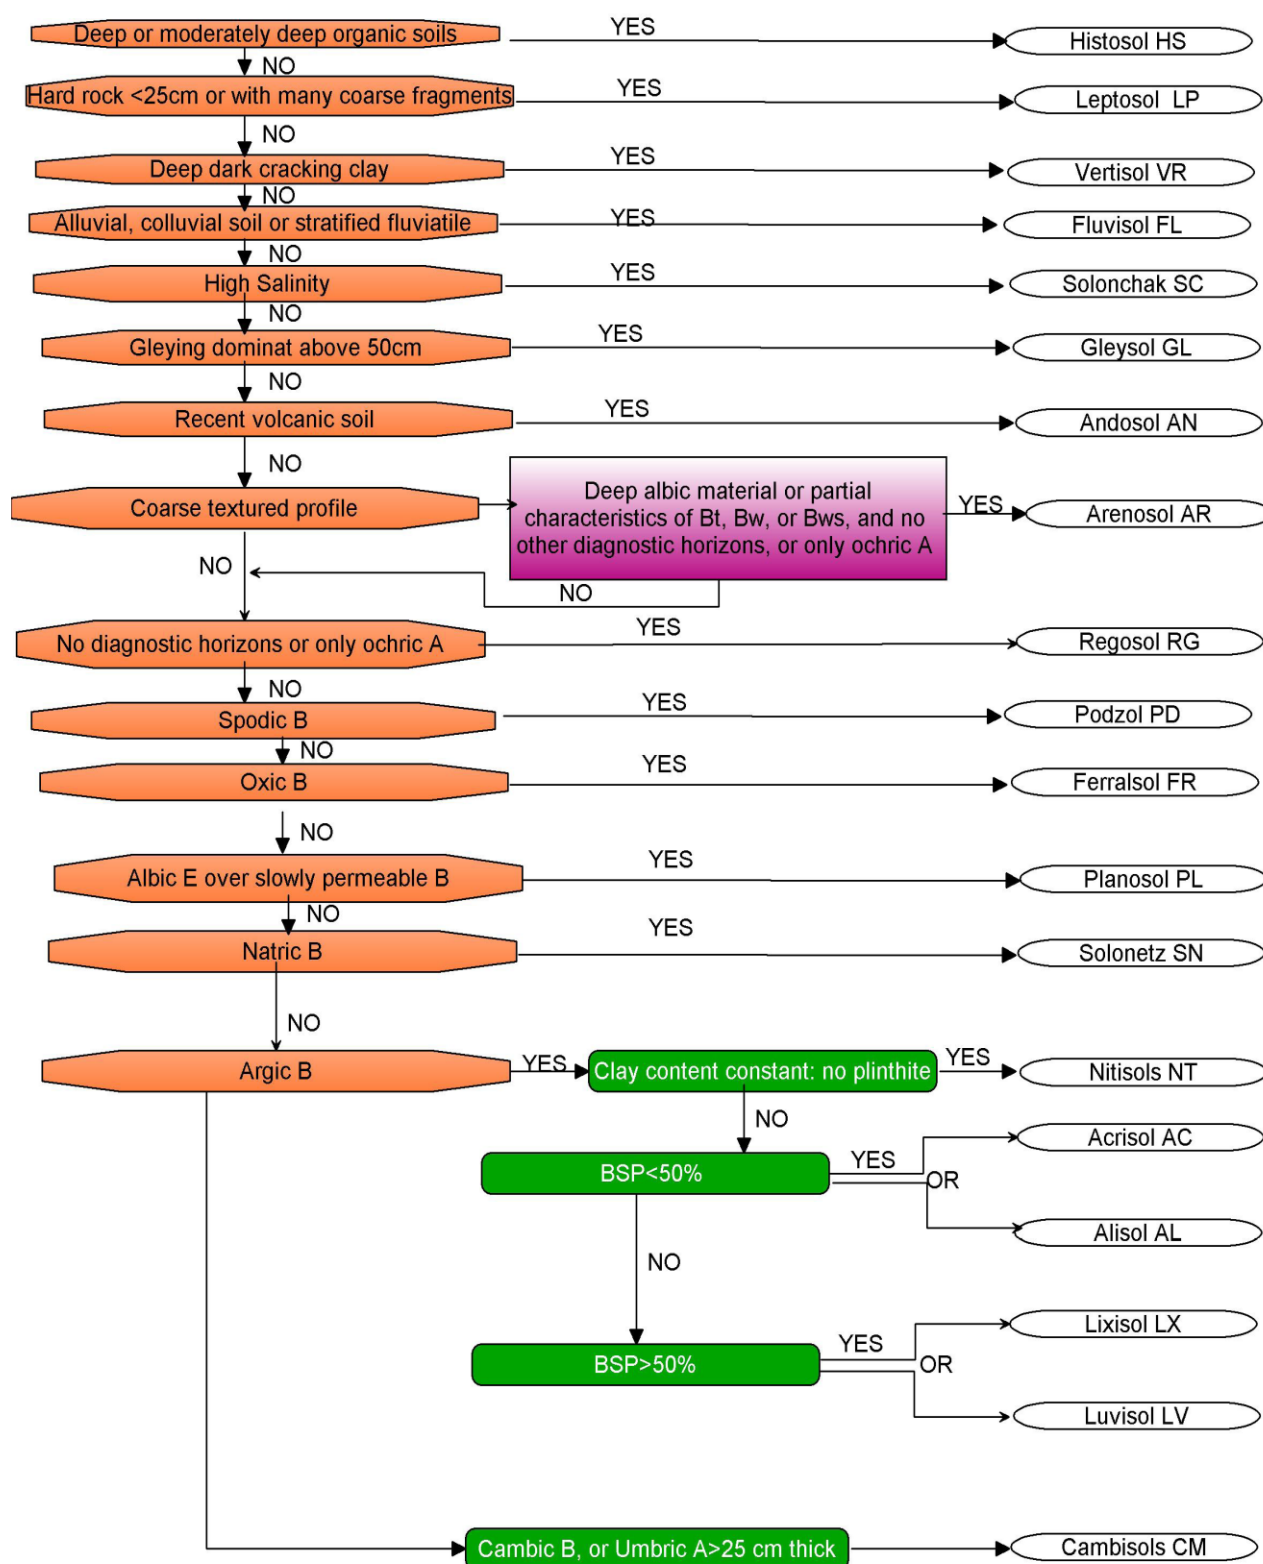 Deep or moderately deep organic soils
YES
Histosol HS
NO
Hard rock <25cm or with many coarse fragments
YES
Leptosol LP
NO
Deep dark cracking clay
YES
Vertisol VR
NO
Alluvial, colluvial soil or stratified fluviatile
YES
Fluvisol FL
NO
High Salinity
YES
Solonchak SC
NO
Gleying dominat above 50cm
YES
Gleysol GL
NO
Recent volcanic soil
YES
Andosol AN
NO
Coarse textured profile
Deep albic material or partial
characteristics of Bt, Bw, or Bws, and no
other diagnostic horizons, or only ochric A
YES
Arenosol AR
NO
NO
No diagnostic horizons or only ochric A
YES
Regosol RG
NO
Spodic B
YES
Podzol PD
NO
Oxic B
YES
Ferralsol FR
NO
Albic E over slowly permeable B
YES
Planosol PL
NO
Natric B
YES
Solonetz SN
NO
Argic B
YES
Clay content constant: no plinthite
YES
Nitisols NT
NO
BSP<50%
YES
Acrisol AC
OR
Alisol AL
NO
BSP>50%
YES
Lixisol LX
OR
Luvisol LV
Cambic B, or Umbric A>25 cm thick
Cambisols CM